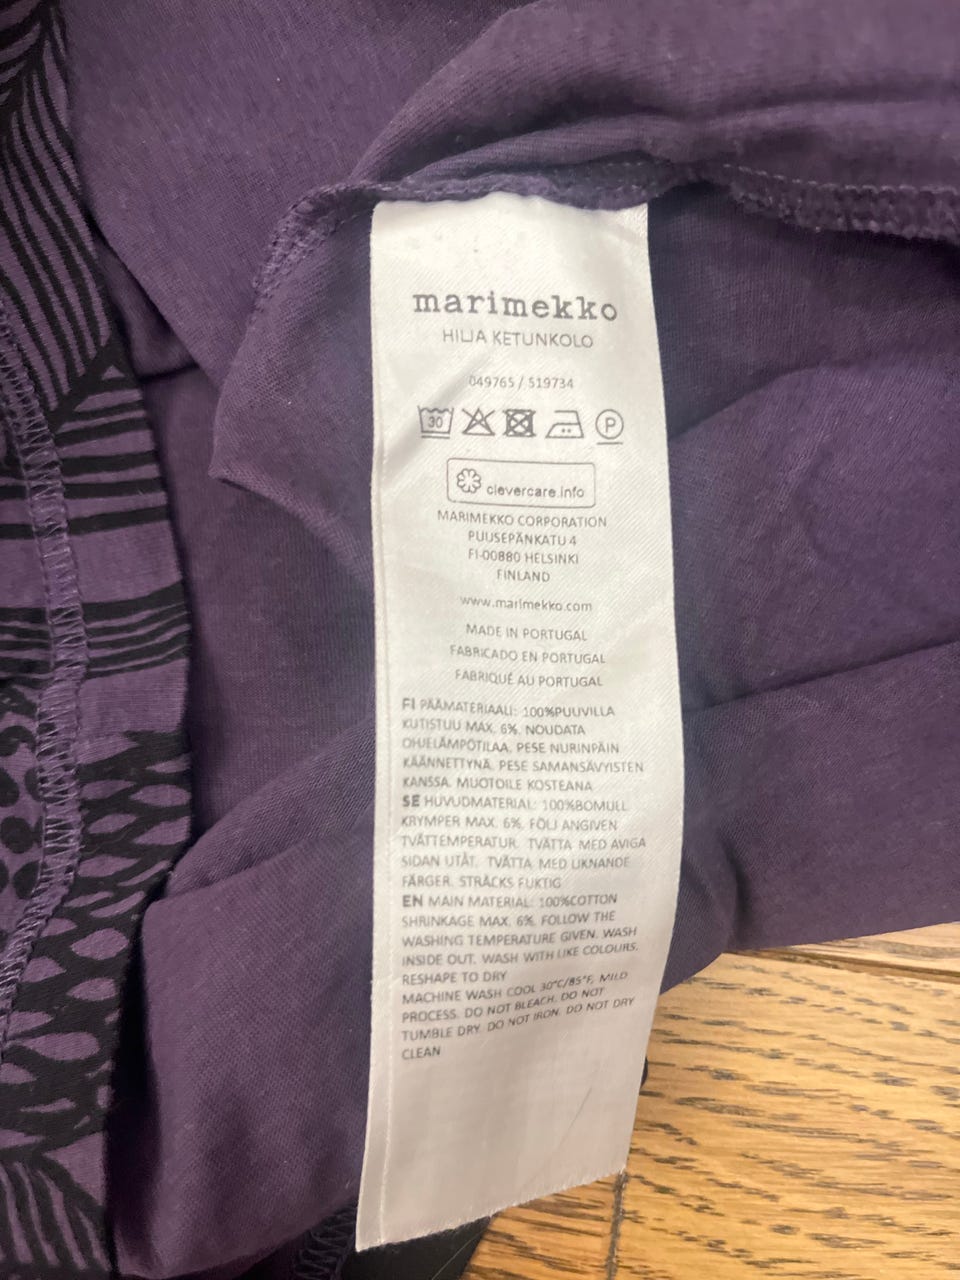 marimekko
HILJA KETUNKOLO
049765 / 519734
30 P
clevercare.info
MARIMEKKO CORPORATION
PUUSEPÄNKATU 4
FI-00880 HELSINKI
FINLAND
www.marimekko.com
MADE IN PORTUGAL
FABRICADO EN PORTUGAL
FABRIQUÉ AU PORTUGAL
FI PÄÄMATERIAALI: 100%PUUVILLA
KUTISTUU MAX. 6%. NOUDATA
OHJELÄMPÖTILAA. PESE NURINPÄIN
KÄÄNNETTYNÄ. PESE SAMANSÄVYISTEN
KANSSA. MUOTOILE KOSTEANA
SE HUVUDMATERIAL: 100%BOMULL
KRYMPER MAX. 6%. FÖLJ ANGIVEN
TVÄTTEMPERATUR. TVÄTTA MED AVIGA
SIDAN UTÅT. TVÄTTA MED LIKNANDE
FÄRGER. STRÄCKS FUKTIG
EN MAIN MATERIAL: 100%COTTON
SHRINKAGE MAX. 6%. FOLLOW THE
WASHING TEMPERATURE GIVEN. WASH
INSIDE OUT. WASH WITH LIKE COLOURS.
RESHAPE TO DRY
MACHINE WASH COOL 30°C/85°F, MILD
PROCESS. DO NOT BLEACH. DO NOT
TUMBLE DRY. DO NOT IRON. DO NOT DRY
CLEAN